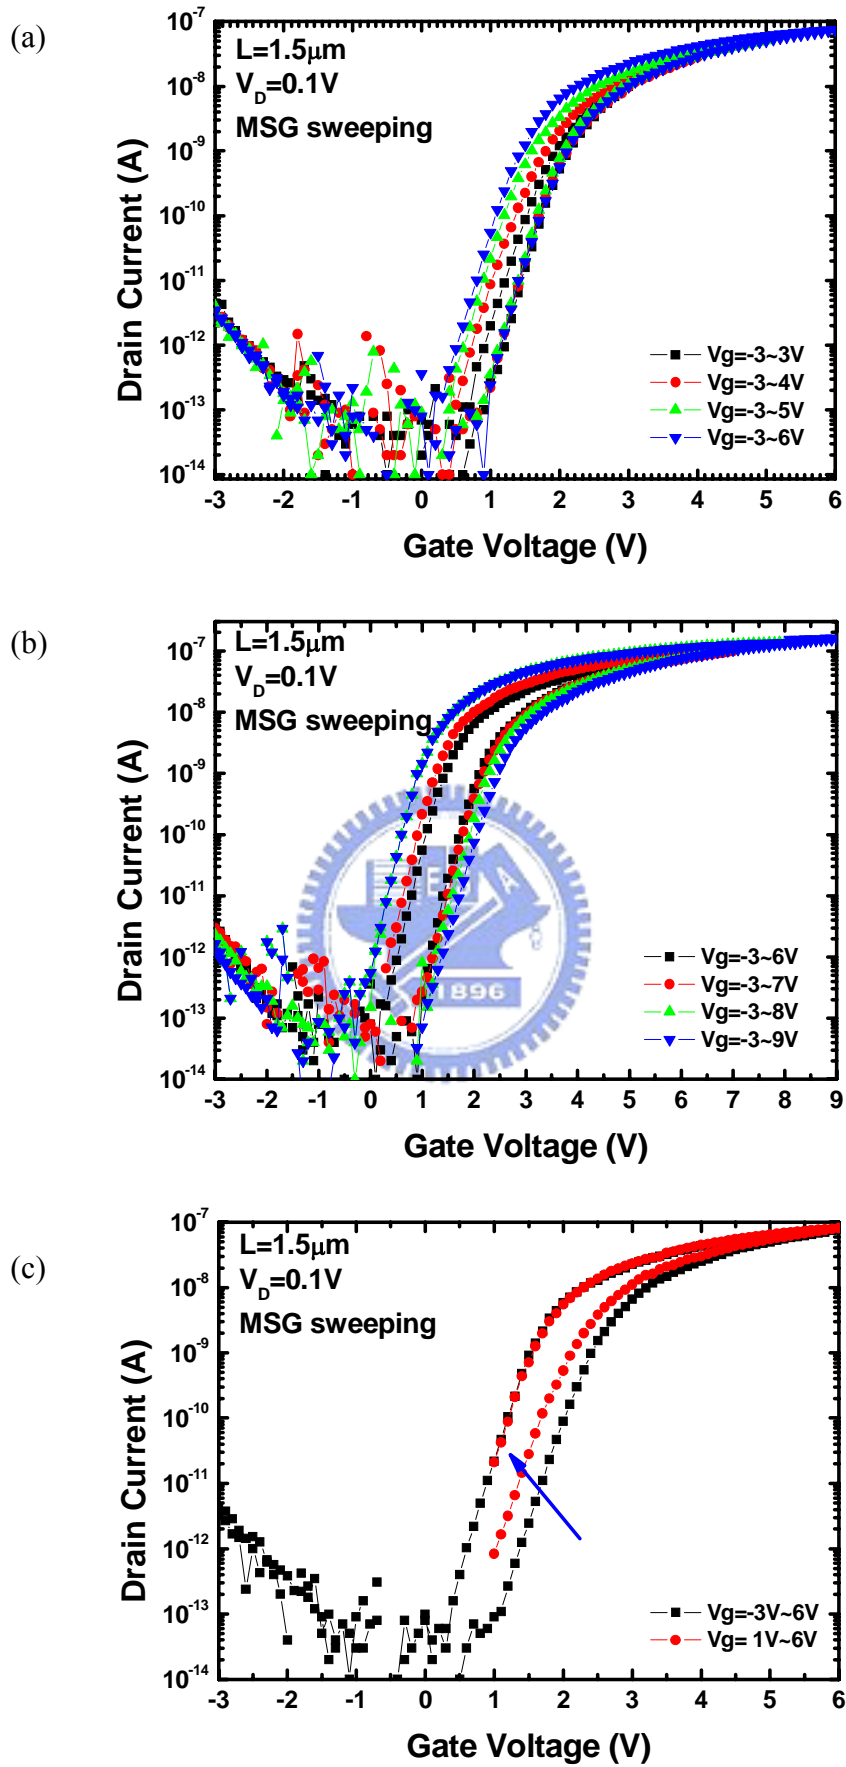 (a)
10^-7
10^-8
10^-9
10^-10
10^-11
10^-12
10^-13
10^-14
Drain Current (A)
L=1.5μm
V_D=0.1V
MSG sweeping
Vg=-3~3V
Vg=-3~4V
Vg=-3~5V
Vg=-3~6V
-3 -2 -1 0 1 2 3 4 5 6
Gate Voltage (V)
(b)
10^-7
10^-8
10^-9
10^-10
10^-11
10^-12
10^-13
10^-14
Drain Current (A)
L=1.5μm
V_D=0.1V
MSG sweeping
E
A
1896
Vg=-3~6V
Vg=-3~7V
Vg=-3~8V
Vg=-3~9V
-3 -2 -1 0 1 2 3 4 5 6 7 8 9
Gate Voltage (V)
(c)
10^-7
10^-8
10^-9
10^-10
10^-11
10^-12
10^-13
10^-14
Drain Current (A)
L=1.5μm
V_D=0.1V
MSG sweeping
Vg=-3V~6V
Vg= 1V~6V
-3 -2 -1 0 1 2 3 4 5 6
Gate Voltage (V)